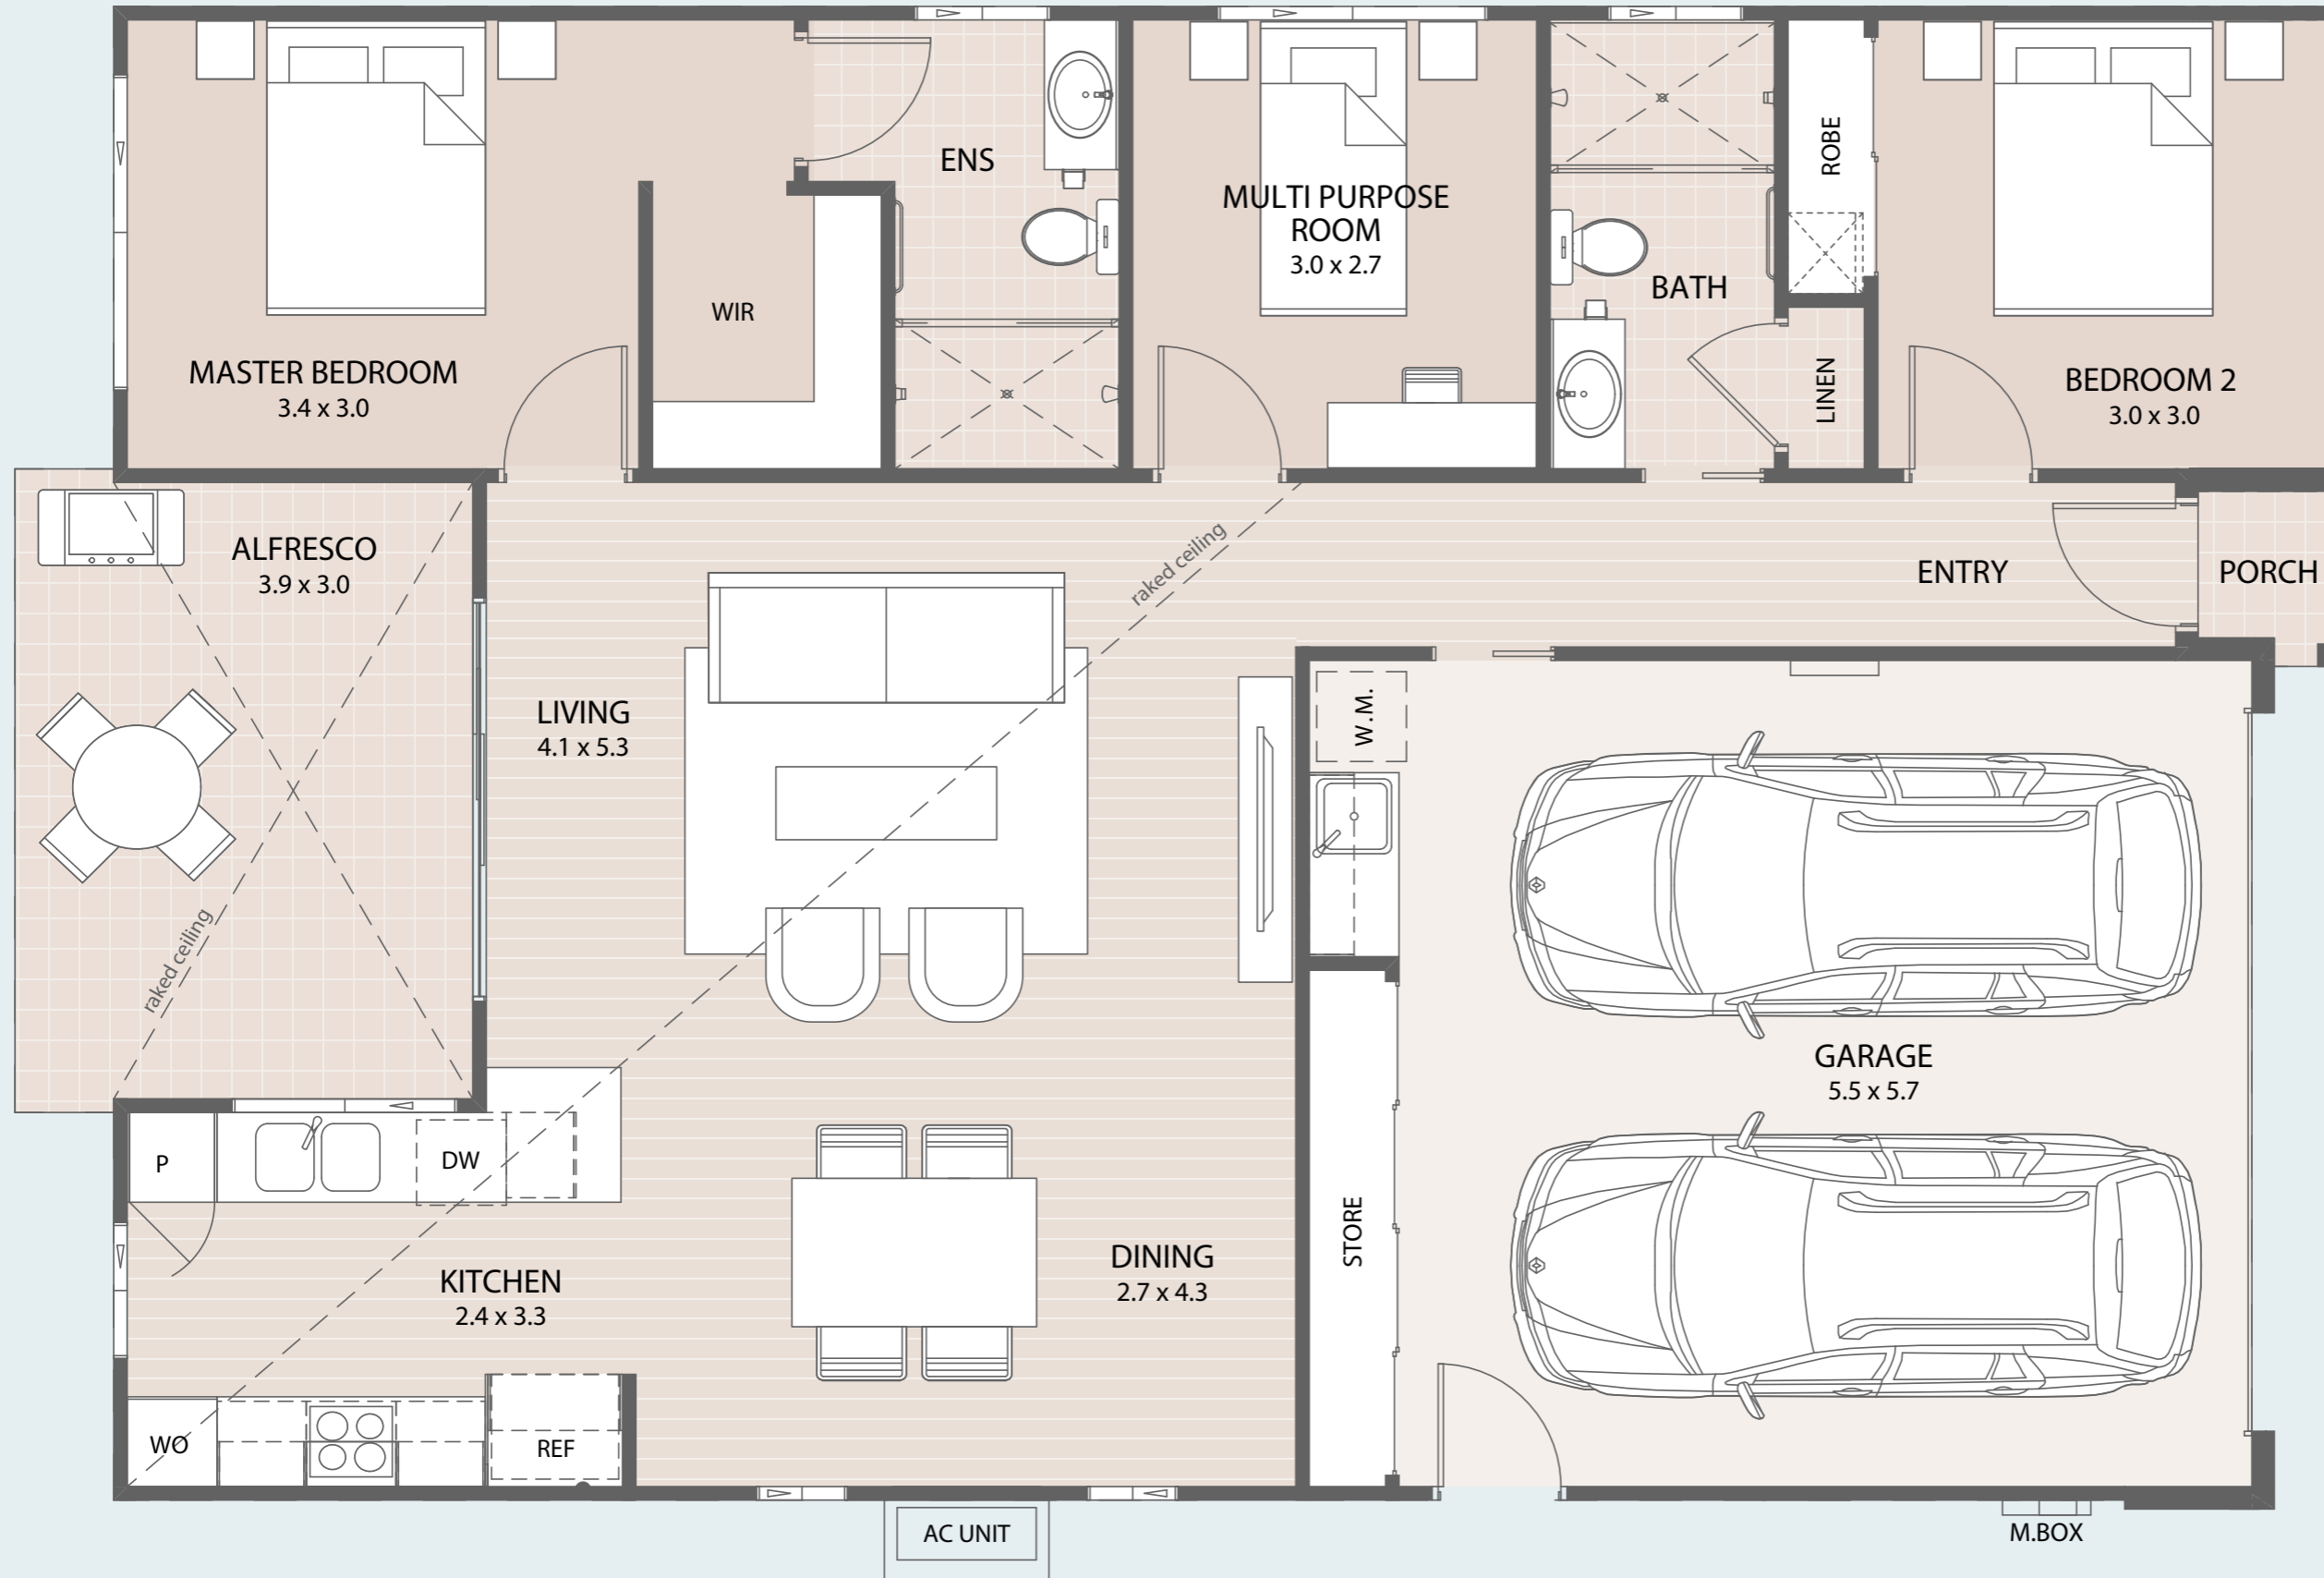 ENS
ROBE
MULTI PURPOSE
ROOM
3.0 x 2.7
WIR
BATH
MASTER BEDROOM
3.4 x 3.0
LINEN
BEDROOM 2
3.0 x 3.0
ALFRESCO
3.9 x 3.0
raked ceiling
ENTRY
PORCH
LIVING
4.1 x 5.3
W.M.
raked ceiling
GARAGE
5.5 x 5.7
P
DW
STORE
KITCHEN
2.4 x 3.3
DINING
2.7 x 4.3
WO
REF
AC UNIT
M.BOX